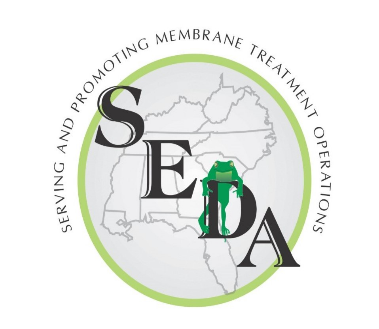 SERVING AND PROMOTING MEMBRANE TREATMENT OPERATIONS
SEDA